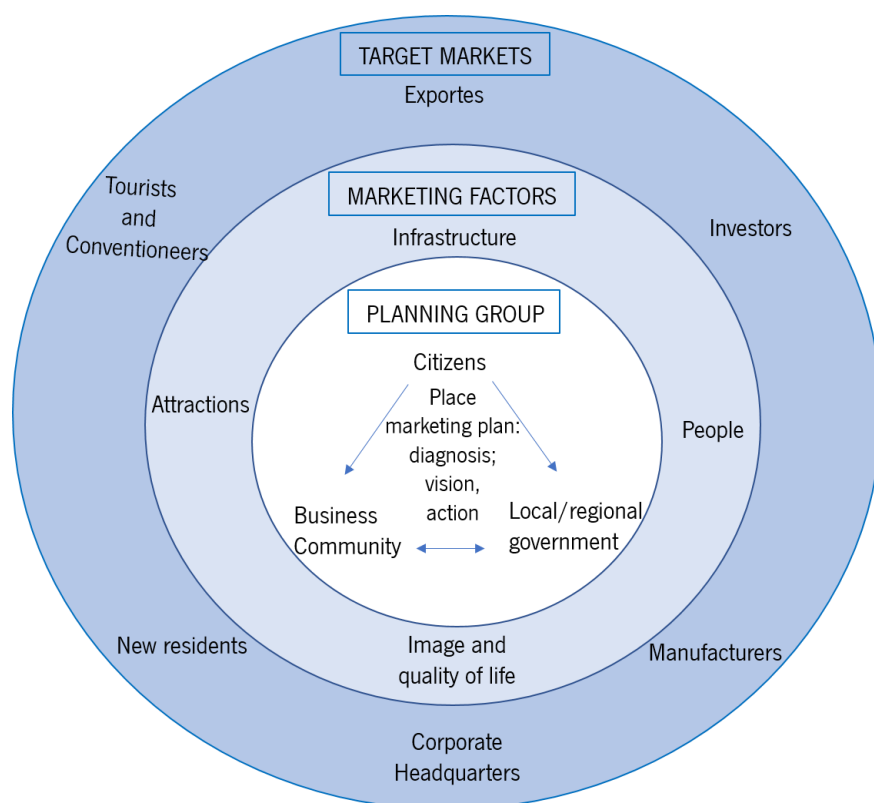 TARGET MARKETS
Exportes
Tourists
and
Conventioneers
Investors
MARKETING FACTORS
Infrastructure
PLANNING GROUP
Citizens
Place
marketing plan:
diagnosis;
vision,
action
Attractions
People
Business
Community
Local/regional
government
New residents
Image and
quality of life
Manufacturers
Corporate
Headquarters